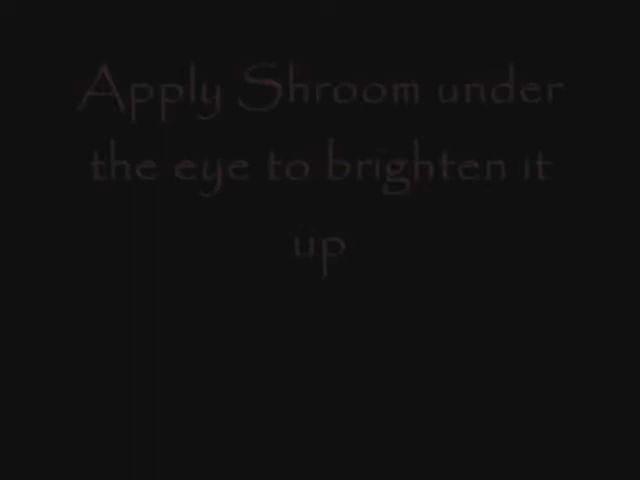 Apply Shroom under
the eye to brighten it
up